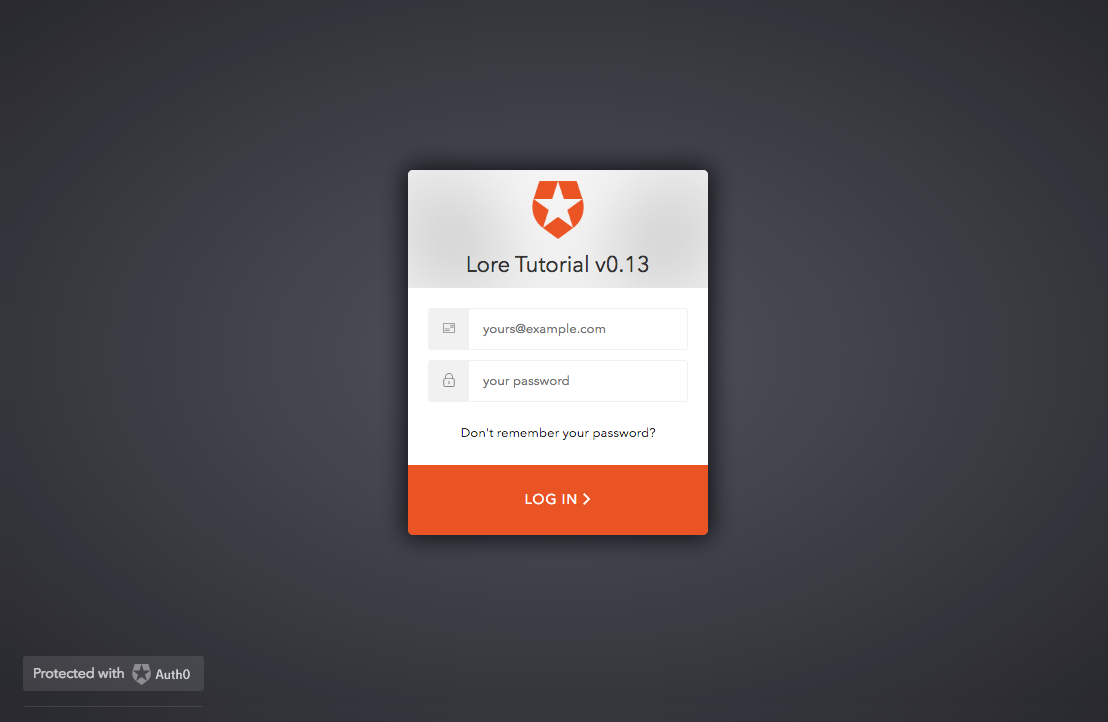 Lore Tutorial v0.13
yours@example.com
your password
Don't remember your password?
LOG IN
Protected with Auth0